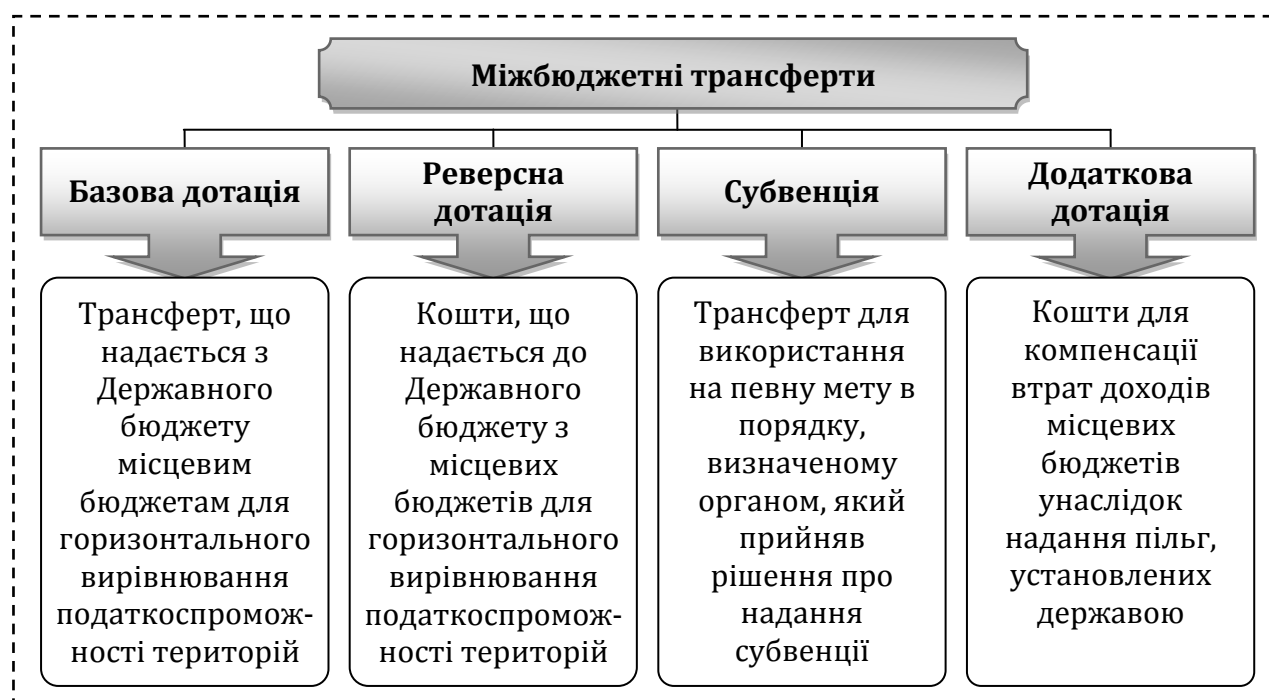 Міжбюджетні трансферти
Базова дотація
Реверсна
дотація
Субвенція
Додаткова
дотація
Трансферт, що
надається з
Державного
бюджету
місцевим
бюджетам для
горизонтального
вирівнювання
податкоспромож-
ності територій
Кошти, що
надається до
Державного
бюджету з
місцевих
бюджетів для
горизонтального
вирівнювання
податкоспромож-
ності територій
Трансферт для
використання
на певну мету в
порядку,
визначеному
органом, який
прийняв
рішення про
надання
субвенції
Кошти для
компенсації
втрат доходів
місцевих
бюджетів
унаслідок
надання пільг,
установлених
державою